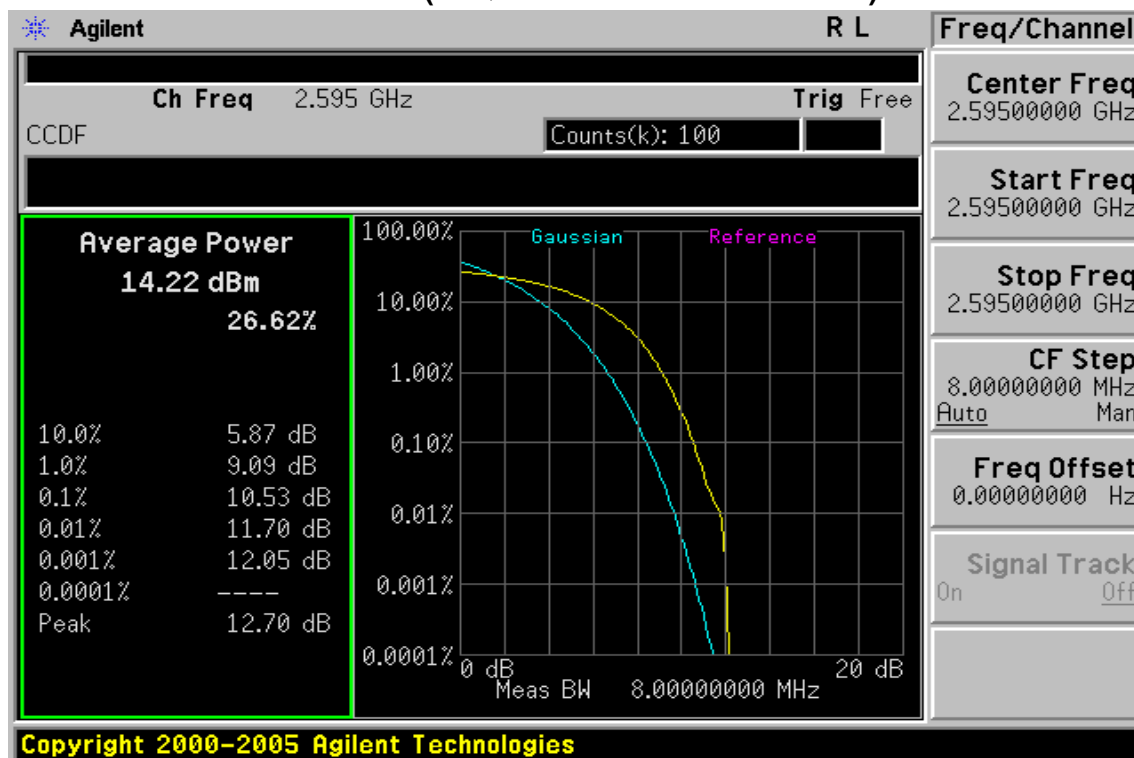 Agilent
R L
Freq/Channel
Ch Freq 2.595 GHz
Trig Free
CCDF
Counts(k): 100
Center Freq
2.59500000 GHz
Start Freq
2.59500000 GHz
Stop Freq
2.59500000 GHz
CF Step
8.00000000 MHz
Auto Man
Freq Offset
0.00000000 Hz
Signal Track
On Off
Average Power
14.22 dBm
26.62%
10.0% 5.87 dB
1.0% 9.09 dB
0.1% 10.53 dB
0.01% 11.70 dB
0.001% 12.05 dB
0.0001% ----
Peak 12.70 dB
Gaussian
Reference
100.00%
10.00%
1.00%
0.10%
0.01%
0.001%
0.0001%
0 dB
20 dB
Meas BW 8.00000000 MHz
Copyright 2000-2005 Agilent Technologies